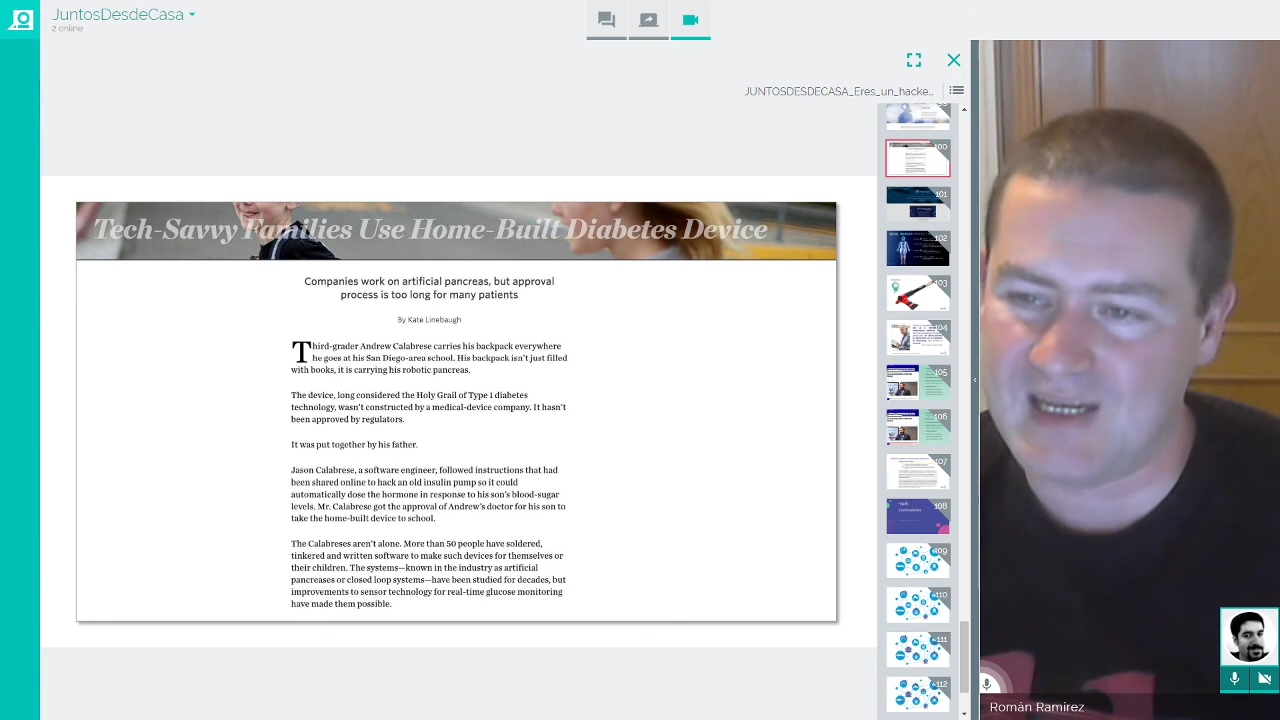 JuntosDesdeCasa
2 online
JUNTOSDESDECASA_Eres_un_hacke...
Tech-Savvy Families Use Home-Built Diabetes Device
Companies work on artificial pancreas, but approval
process is too long for many patients
By Kate Linebaugh
Third-grader Andrew Calabrese carries his backpack everywhere
he goes at his San Diego-area school. His backpack isn't just filled
with books, it is carrying his robotic pancreas.
The device, long considered the Holy Grail of Type 1 diabetes
technology, wasn't constructed by a medical-device company. It hasn't
been approved by regulators.
It was put together by his father.
Jason Calabrese, a software engineer, followed instructions that had
been shared online to hack an old insulin pump so it could
automatically dose the hormone in response to his son's blood-sugar
levels. Mr. Calabrese got the approval of Andrew's doctor for his son to
take the home-built device to school.
The Calabreses aren't alone. More than 50 people have soldered,
tinkered and written software to make such devices for themselves or
their children. The systems—known in the industry as artificial
pancreases or closed loop systems—have been studied for decades, but
improvements to sensor technology for real-time glucose monitoring
have made them possible.
100
101
102
103
104
105
106
107
108
109
110
111
112
Román Ramírez